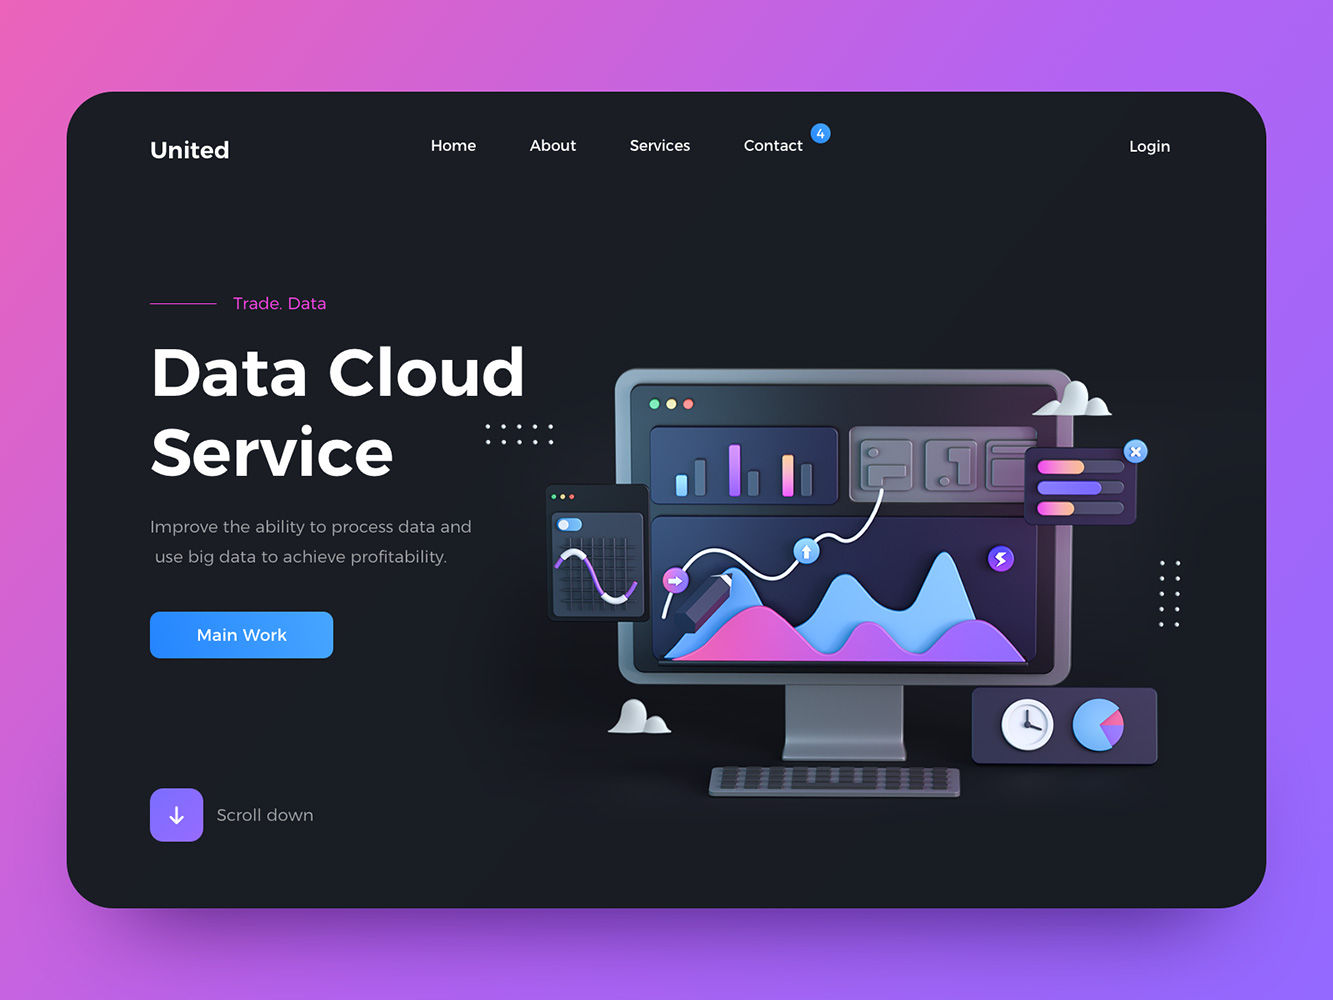 United
Home
About
Services
Contact
4
Login
Trade. Data
Data Cloud
Service
Improve the ability to process data and
use big data to achieve profitability.
Main Work
Scroll down